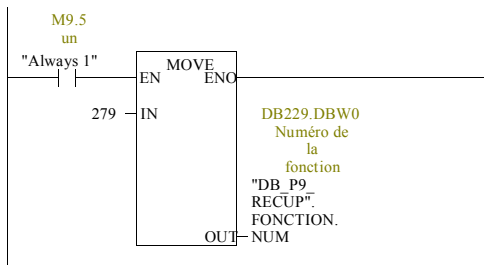 M9.5
un
"Always 1"
MOVE
EN ENO
279 IN
DB229.DBW0
Numéro de
la
fonction
"DB_P9_
RECUP".
FONCTION.
OUT NUM